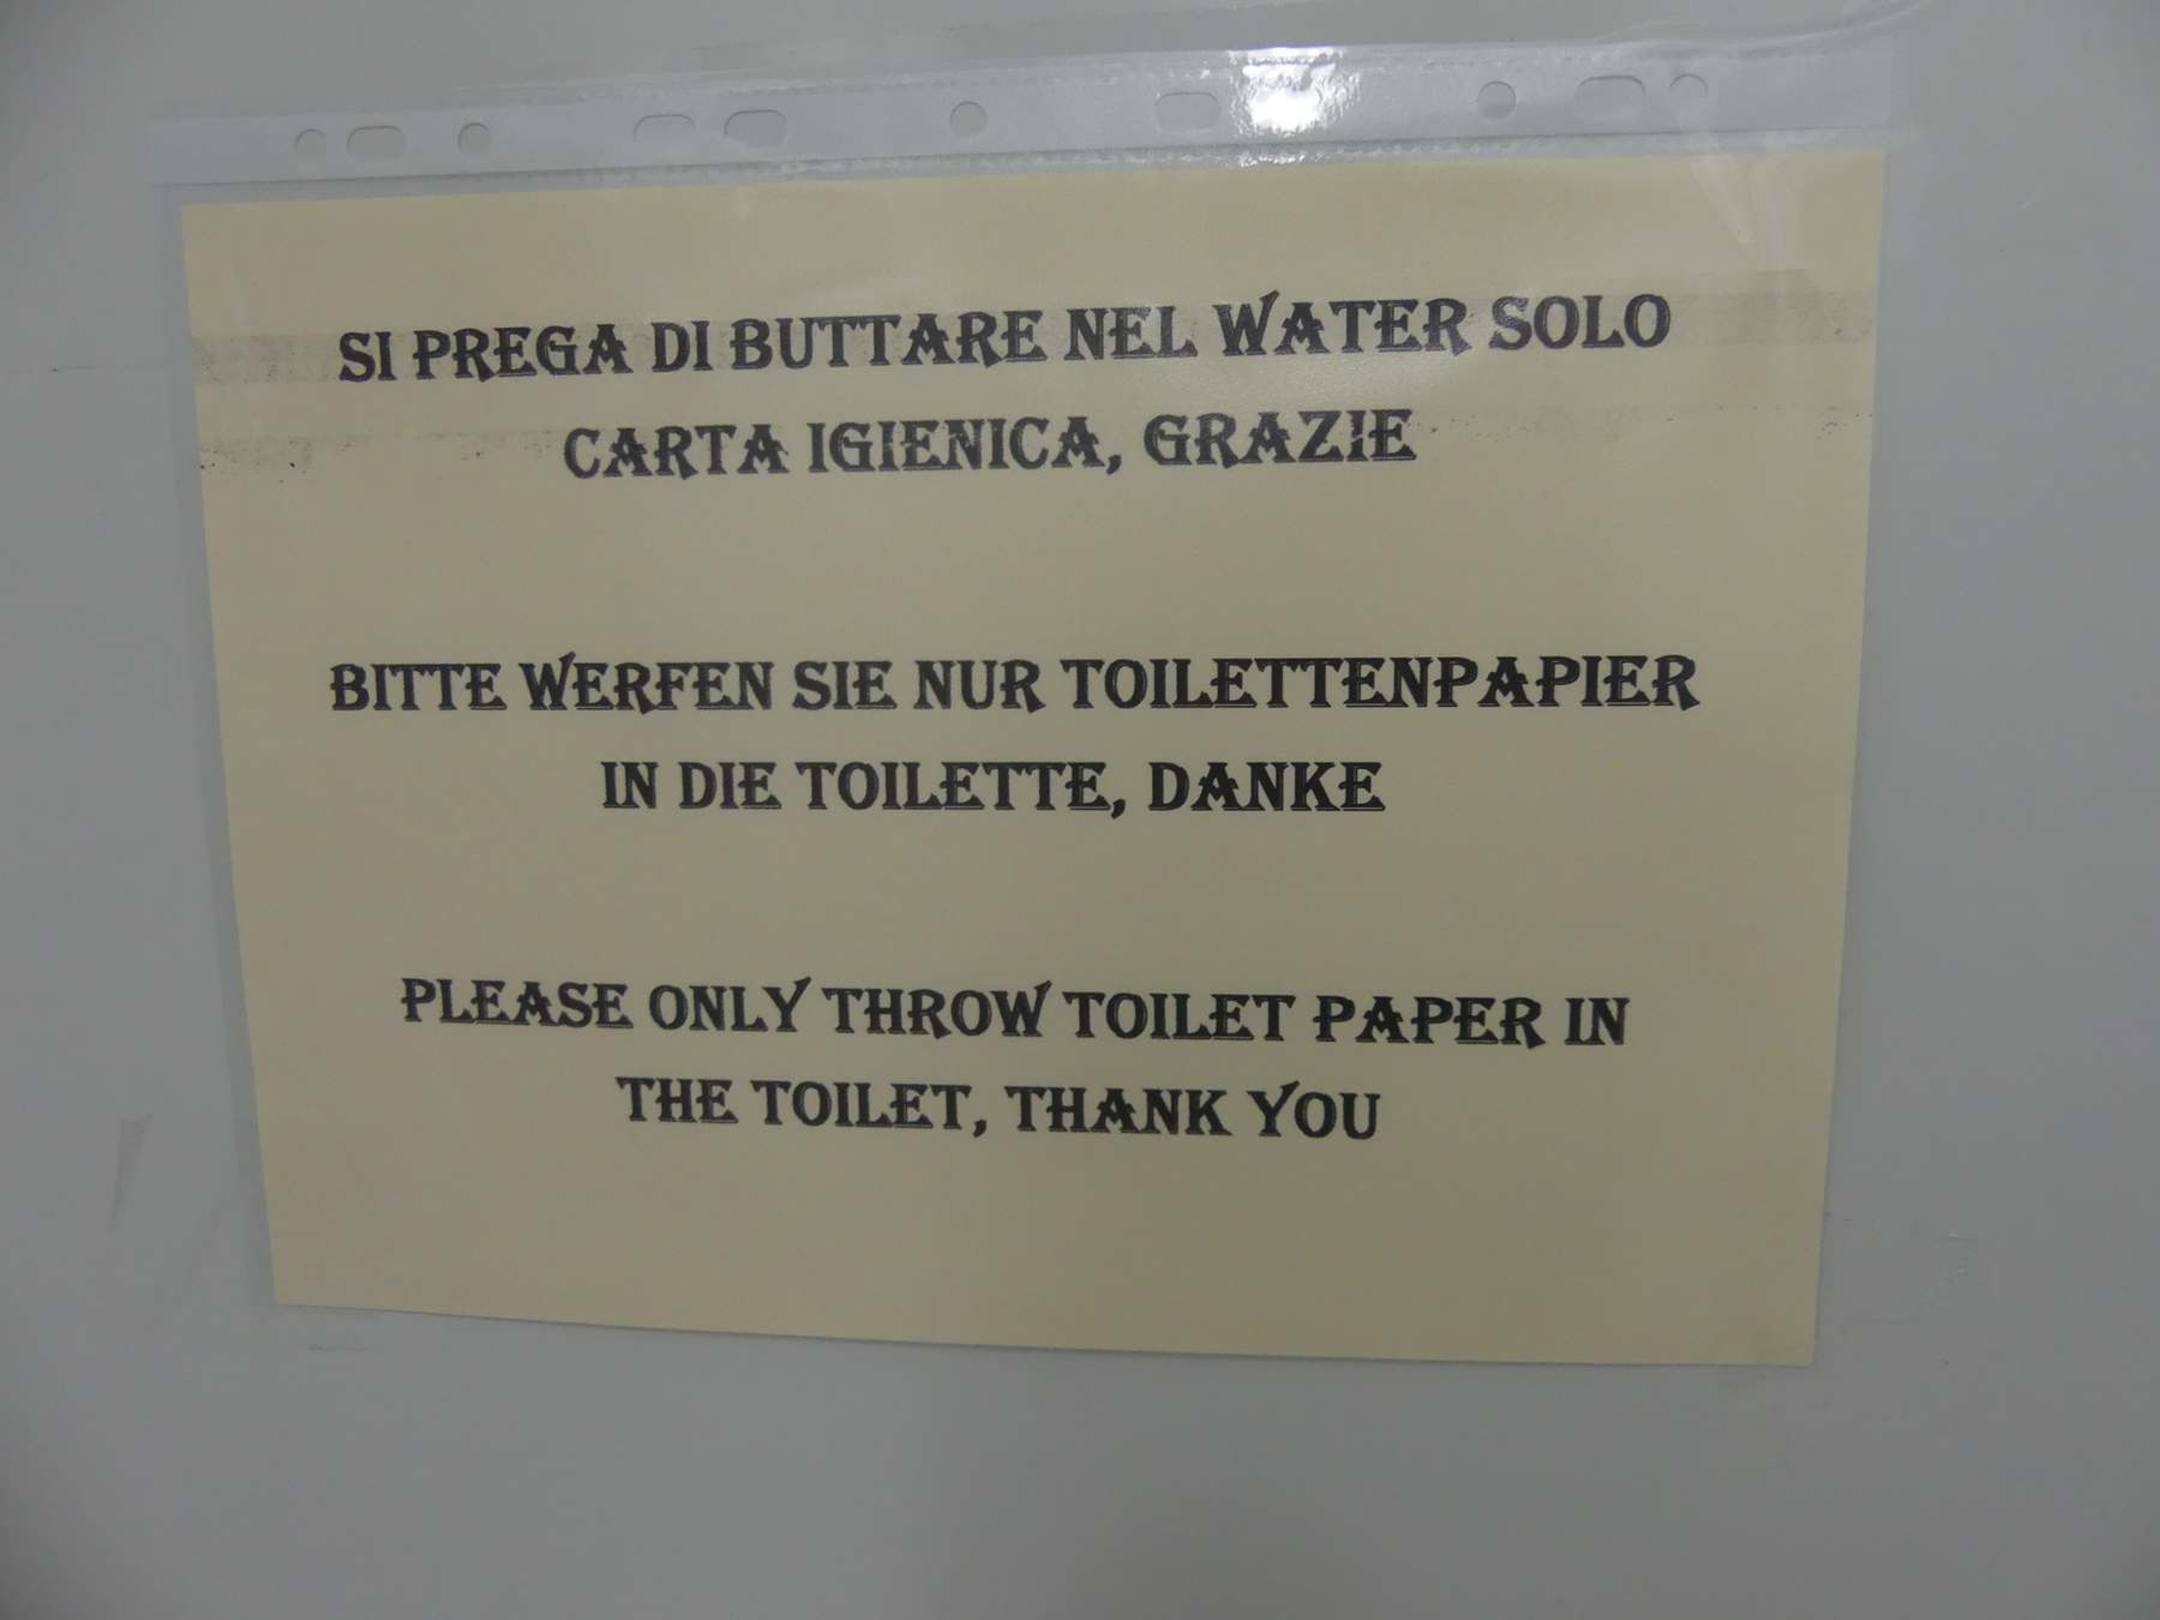 SI PREGA DI BUTTARE NEL WATER SOLO
CARTA IGIENICA, GRAZIE
BITTE WERFEN SIE NUR TOILETTENPAPIER
IN DIE TOILETTE, DANKE
PLEASE ONLY THROW TOILET PAPER IN
THE TOILET, THANK YOU